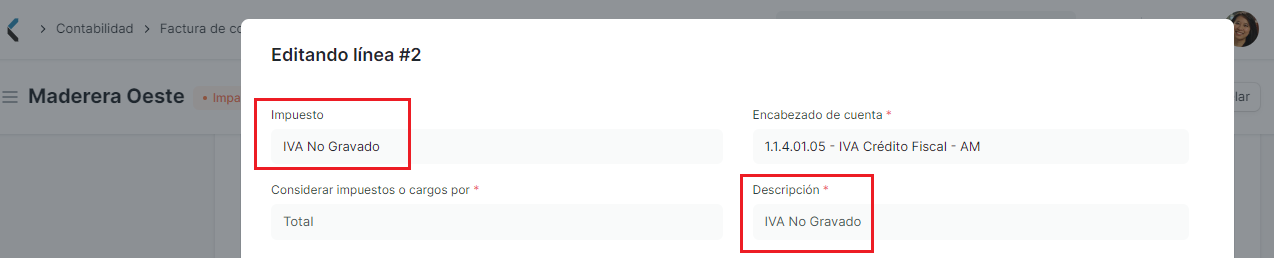 Contabilidad
Factura de co
Maderera Oeste
Impa
lar
Editando línea #2
Impuesto
IVA No Gravado
Encabezado de cuenta *
1.1.4.01.05 - IVA Crédito Fiscal - AM
Considerar impuestos o cargos por *
Total
Descripción *
IVA No Gravado